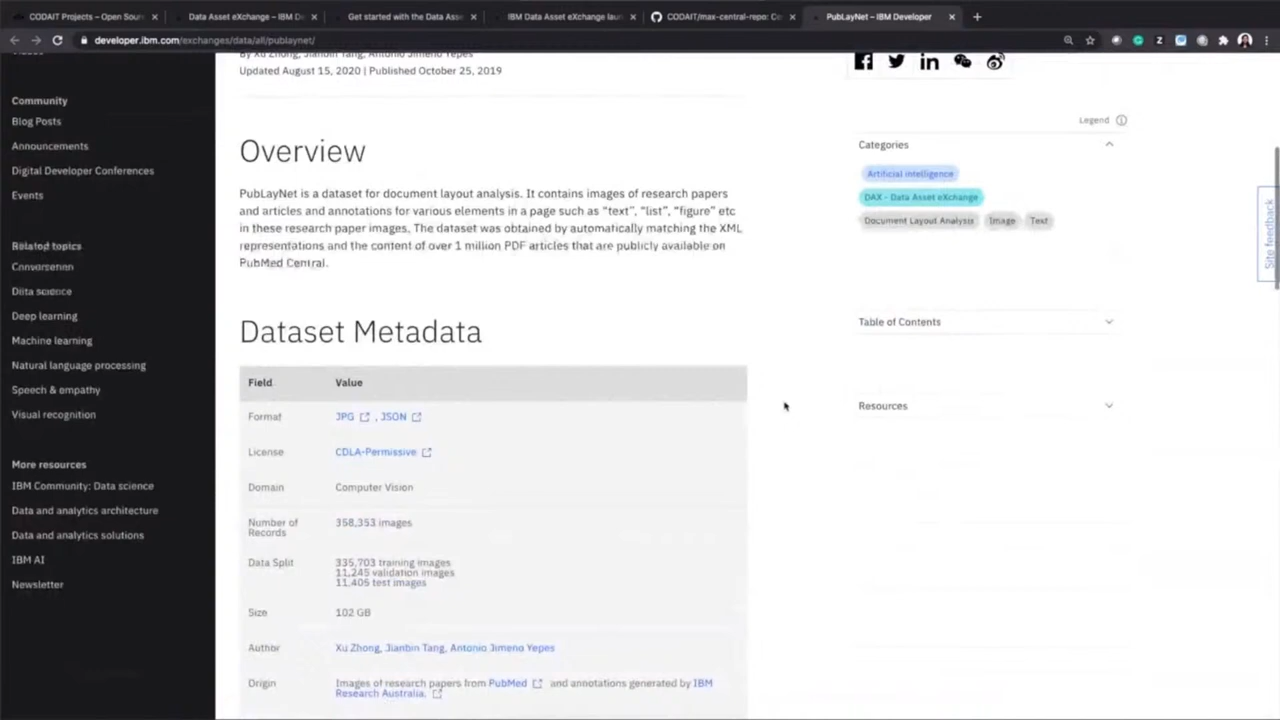 CODAIT Projects – Open Sour
Data Asset eXchange – IBM D
Get started with the Data Asse
IBM Data Asset eXchange lau
CODAIT/max-central-repo: Ce
PubLayNet – IBM Developer
developer.ibm.com/exchanges/data/all/publaynet/
By Xu Zhong, Jianbin Tang, Antonio Jimeno Yepes
Updated August 15, 2020 | Published October 25, 2019
Community
Blog Posts
Announcements
Digital Developer Conferences
Events
Related topics
Conversation
Data science
Deep learning
Machine learning
Natural language processing
Speech & empathy
Visual recognition
More resources
IBM Community: Data science
Data and analytics architecture
Data and analytics solutions
IBM AI
Newsletter
Overview
PubLayNet is a dataset for document layout analysis. It contains images of research papers
and articles and annotations for various elements in a page such as “text”, “list”, “figure” etc
in these research paper images. The dataset was obtained by automatically matching the XML
representations and the content of over 1 million PDF articles that are publicly available on
PubMed Central.
Dataset Metadata
Field Value
Format JPG , JSON
License CDLA-Permissive
Domain Computer Vision
Number of
Records 358,353 images
Data Split 335,703 training images
11,245 validation images
11,405 test images
Size 102 GB
Author Xu Zhong, Jianbin Tang, Antonio Jimeno Yepes
Origin Images of research papers from PubMed and annotations generated by IBM
Research Australia.
Legend
Categories
Artificial intelligence
DAX - Data Asset eXchange
Document Layout Analysis Image Text
Table of Contents
Resources
Site feedback